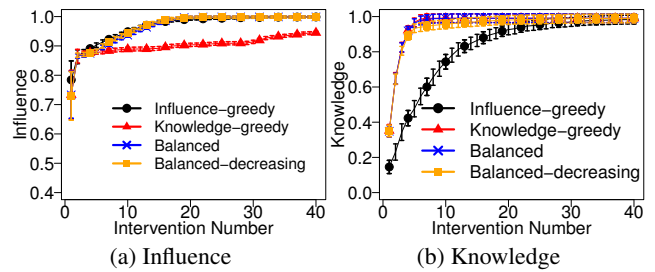 1.0
0.9
0.8
0.7
0.6
0.5
0.4
Influence
Influence−greedy
Knowledge−greedy
Balanced
Balanced−decreasing
0 10 20 30 40
Intervention Number
(a) Influence
1.0
0.8
0.6
0.4
0.2
0.0
Knowledge
Influence−greedy
Knowledge−greedy
Balanced
Balanced−decreasing
0 10 20 30 40
Intervention Number
(b) Knowledge